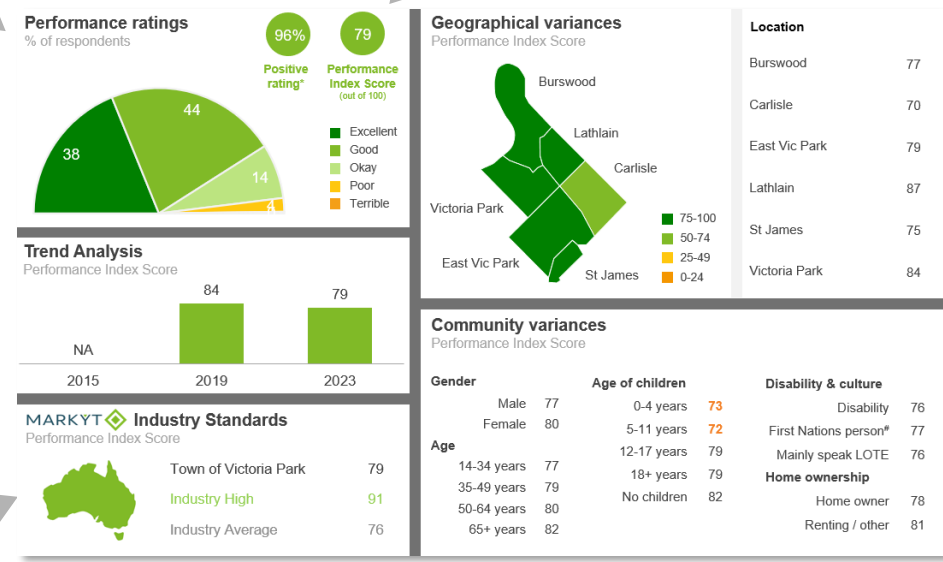 Performance ratings
% of respondents
96%
79
Positive
rating*
Performance
Index Score
(out of 100)
38
44
14
4
Excellent
Good
Okay
Poor
Terrible
Trend Analysis
Performance Index Score
NA
84
79
2015
2019
2023
MARKYT Industry Standards
Performance Index Score
Town of Victoria Park 79
Industry High 91
Industry Average 76
Geographical variances
Performance Index Score
Burswood
Lathlain
Carlisle
Victoria Park
East Vic Park
St James
75-100
50-74
25-49
0-24
Location
Burswood 77
Carlisle 70
East Vic Park 79
Lathlain 87
St James 75
Victoria Park 84
Community variances
Performance Index Score
Gender
Male 77
Female 80
Age
14-34 years 77
35-49 years 79
50-64 years 80
65+ years 82
Age of children
0-4 years 73
5-11 years 72
12-17 years 79
18+ years 79
No children 82
Disability & culture
Disability 76
First Nations person# 77
Mainly speak LOTE 76
Home ownership
Home owner 78
Renting / other 81